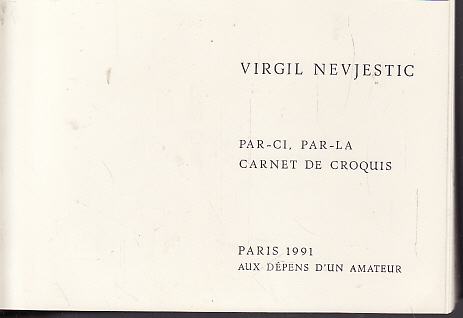 VIRGIL NEVJESTIC
PAR-CI, PAR-LA
CARNET DE CROQUIS
PARIS 1991
AUX DÉPENS D'UN AMATEUR